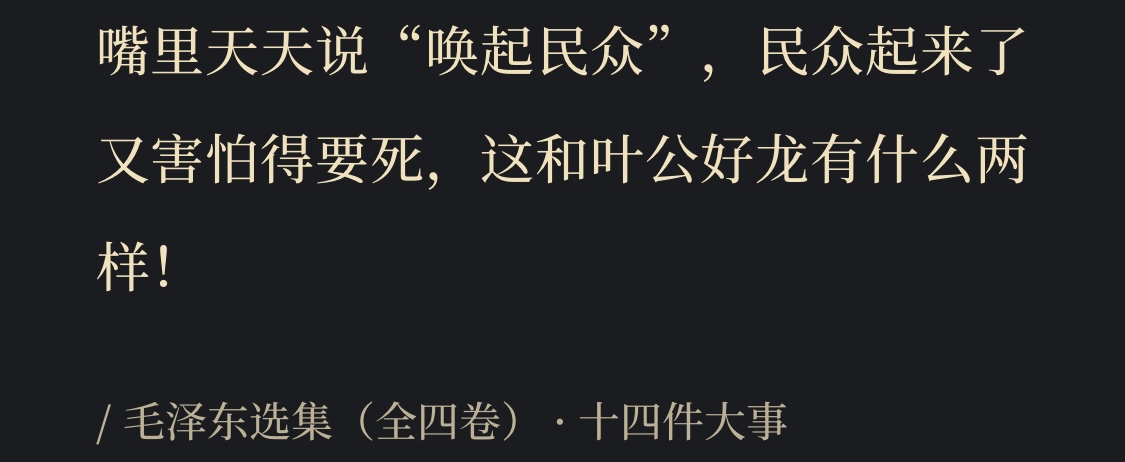 嘴里天天说“唤起民众”，民众起来了
又害怕得要死，这和叶公好龙有什么两
样！
/ 毛泽东选集（全四卷）·十四件大事